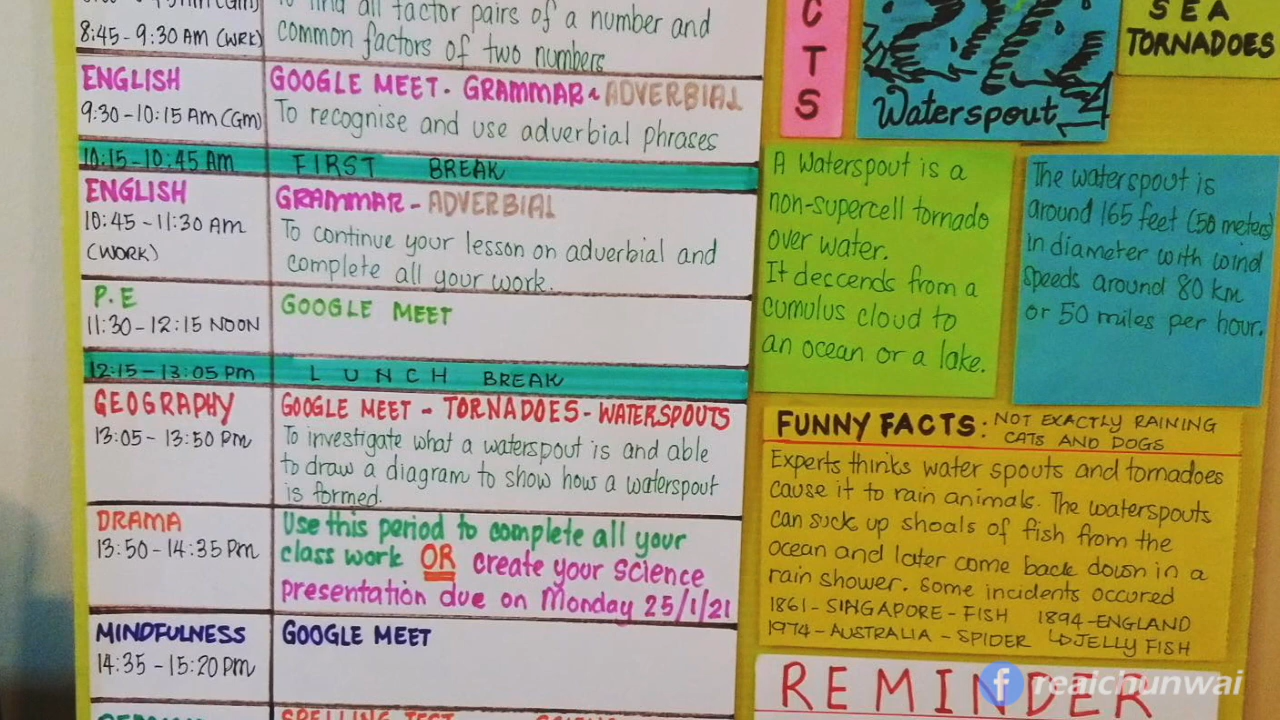 To find all factor pairs of a number and
8:45-9:30 AM (WRK)
common factors of two numbers
ENGLISH
9:30-10:15 Am (Gm)
GOOGLE MEET- GRAMMAR- ADVERBIAL
To recognise and use adverbial phrases
10:15-10:45 Am
FIRST BREAK
ENGLISH
10:45-11:30 Am
(WORK)
GRAMMAR- ADVERBIAL
To continue your lesson on adverbial and
complete all your work.
P.E
11:30-12:15 NOON
GOOGLE MEET
12:15-13:05 Pm
LUNCH BREAK
GEOGRAPHY
13:05-13:50 Pm
GOOGLE MEET - TORNADOES - WATERSPOUTS
To investigate what a waterspout is and able
to draw a diagram to show how a waterspout
is formed.
DRAMA
13:50-14:35 Pm
Use this period to complete all your
class work OR create your science
presentation due on Monday 25/1/21
MINDFULNESS
14:35-15:20 Pm
GOOGLE MEET
SPELLING TEST
CTS
Waterspout
SEA
TORNADOES
A Waterspout is a
non-supercell tornado
over water.
It descends from a
cumulus cloud to
an ocean or a lake.
The waterspout is
around 165 feet (50 meters)
in diameter with wind
speeds around 80 km
or 50 miles per hour.
FUNNY FACTS: NOT EXACTLY RAINING
CATS AND DOGS
Experts thinks water spouts and tornadoes
cause it to rain animals. The waterspouts
can suck up shoals of fish from the
ocean and later come back down in a
rain shower. Some incidents occured
1861-SINGAPORE-FISH 1894-ENGLAND
1974-AUSTRALIA-SPIDER ↳JELLY FISH
REMINDER
realchunwai